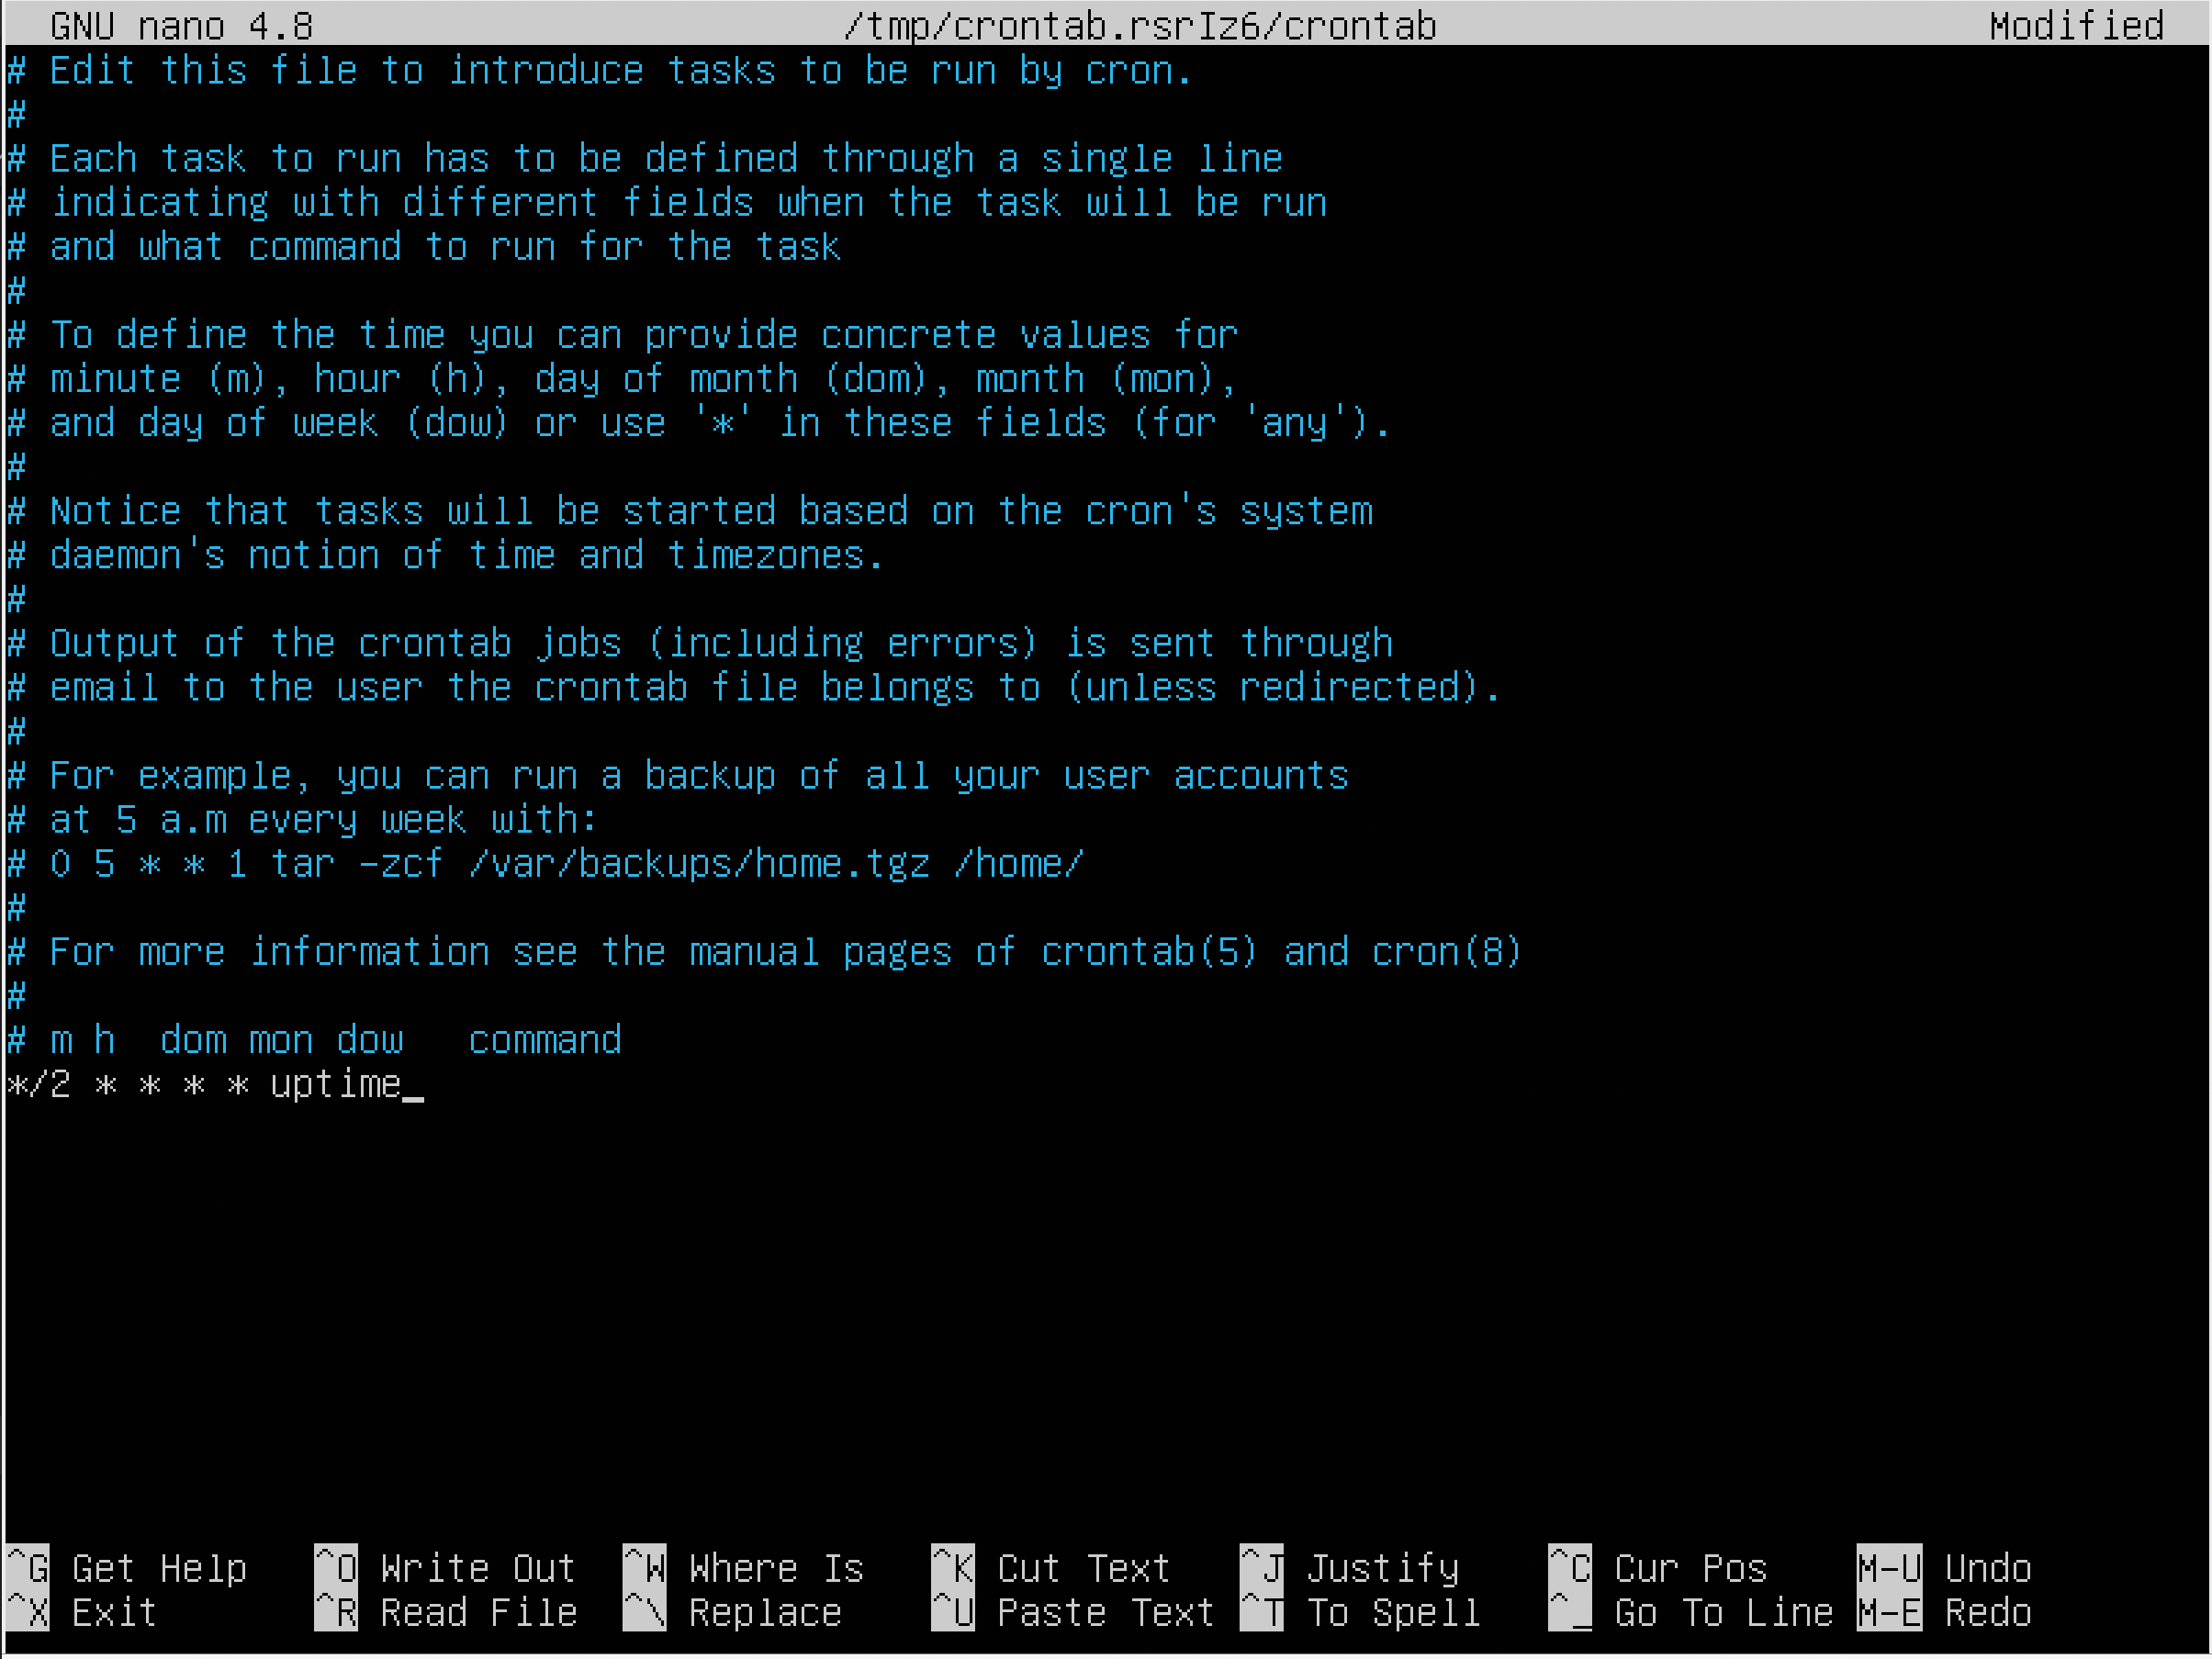 GNU nano 4.8 /tmp/crontab.rsrIz6/crontab Modified
# Edit this file to introduce tasks to be run by cron.
#
# Each task to run has to be defined through a single line
# indicating with different fields when the task will be run
# and what command to run for the task
#
# To define the time you can provide concrete values for
# minute (m), hour (h), day of month (dom), month (mon),
# and day of week (dow) or use '*' in these fields (for 'any').
#
# Notice that tasks will be started based on the cron's system
# daemon's notion of time and timezones.
#
# Output of the crontab jobs (including errors) is sent through
# email to the user the crontab file belongs to (unless redirected).
#
# For example, you can run a backup of all your user accounts
# at 5 a.m every week with:
# 0 5 * * 1 tar -zcf /var/backups/home.tgz /home/
#
# For more information see the manual pages of crontab(5) and cron(8)
#
# m h  dom mon dow   command
*/2 * * * * uptime_
^G Get Help ^O Write Out ^W Where Is ^K Cut Text ^J Justify ^C Cur Pos M-U Undo
^X Exit ^R Read File ^\ Replace ^U Paste Text ^T To Spell ^_ Go To Line M-E Redo